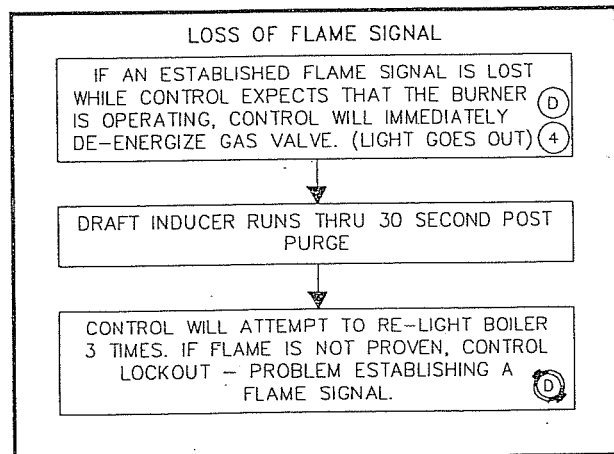 LOSS OF FLAME SIGNAL
IF AN ESTABLISHED FLAME SIGNAL IS LOST
WHILE CONTROL EXPECTS THAT THE BURNER
IS OPERATING, CONTROL WILL IMMEDIATELY D
DE-ENERGIZE GAS VALVE. (LIGHT GOES OUT) 4
DRAFT INDUCER RUNS THRU 30 SECOND POST
PURGE
CONTROL WILL ATTEMPT TO RE-LIGHT BOILER
3 TIMES. IF FLAME IS NOT PROVEN, CONTROL
LOCKOUT – PROBLEM ESTABLISHING A
FLAME SIGNAL. D